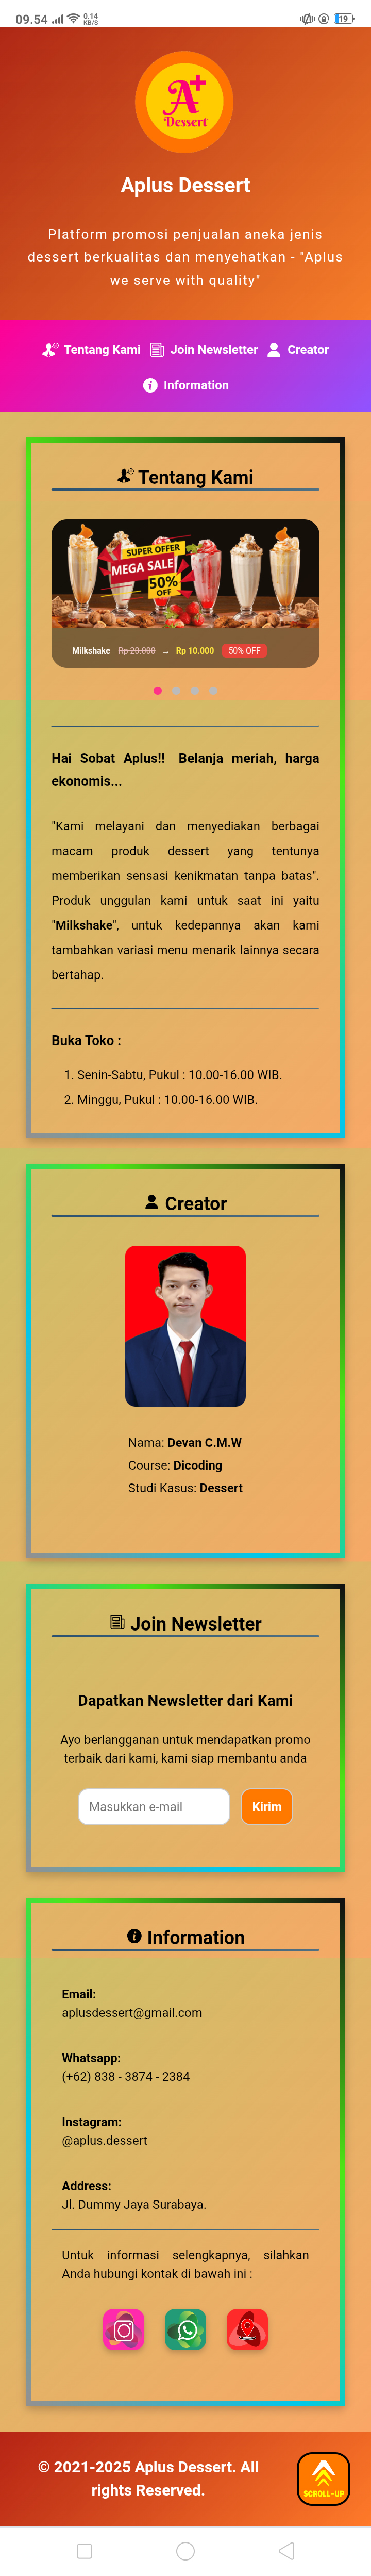 09.54 0.14 KB/S 19
A+
Dessert
Aplus Dessert
Platform promosi penjualan aneka jenis
dessert berkualitas dan menyehatkan - "Aplus
we serve with quality"
Tentang Kami Join Newsletter Creator
Information
Tentang Kami
SUPER OFFER
MEGA SALE
50%
OFF
Milkshake Rp 20.000 → Rp 10.000 50% OFF
Hai Sobat Aplus!! Belanja meriah, harga
ekonomis...
"Kami melayani dan menyediakan berbagai
macam produk dessert yang tentunya
memberikan sensasi kenikmatan tanpa batas".
Produk unggulan kami untuk saat ini yaitu
"Milkshake", untuk kedepannya akan kami
tambahkan variasi menu menarik lainnya secara
bertahap.
Buka Toko :
1. Senin-Sabtu, Pukul : 10.00-16.00 WIB.
2. Minggu, Pukul : 10.00-16.00 WIB.
Creator
Nama: Devan C.M.W
Course: Dicoding
Studi Kasus: Dessert
Join Newsletter
Dapatkan Newsletter dari Kami
Ayo berlangganan untuk mendapatkan promo
terbaik dari kami, kami siap membantu anda
Masukkan e-mail Kirim
Information
Email:
aplusdessert@gmail.com
Whatsapp:
(+62) 838 - 3874 - 2384
Instagram:
@aplus.dessert
Address:
Jl. Dummy Jaya Surabaya.
Untuk informasi selengkapnya, silahkan
Anda hubungi kontak di bawah ini :
© 2021-2025 Aplus Dessert. All
rights Reserved.
SCROLL-UP